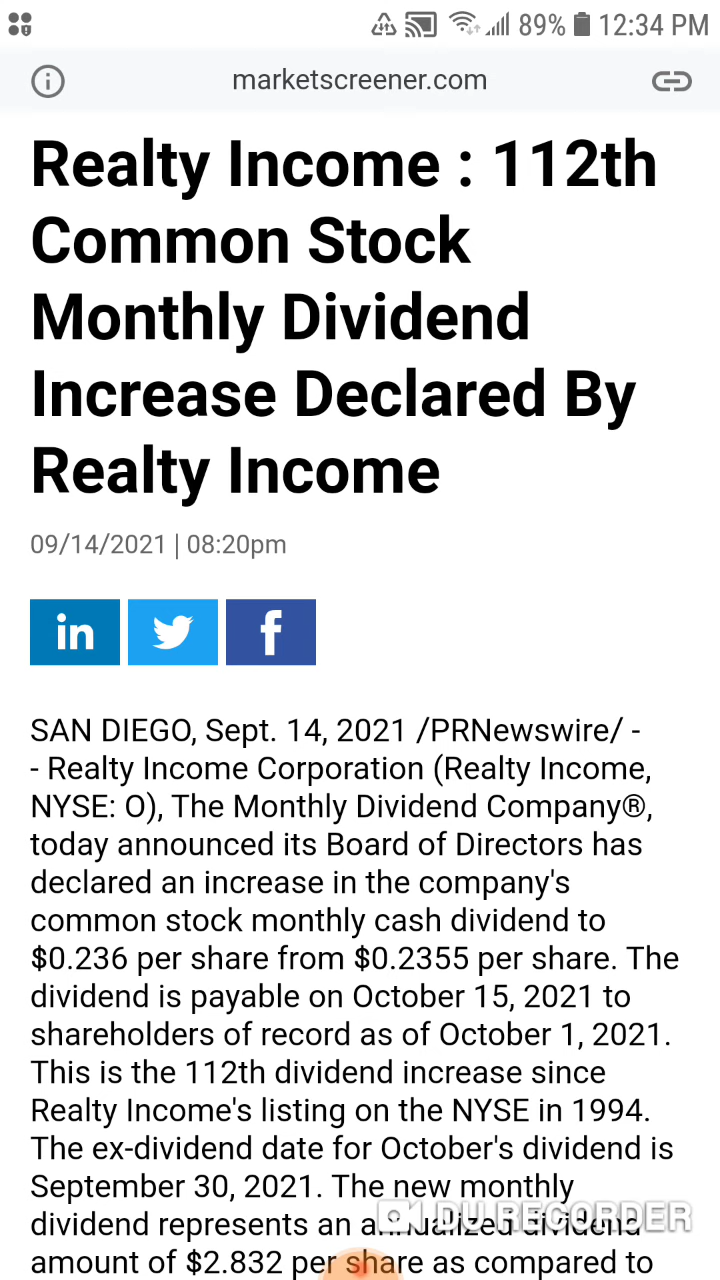 89% 12:34 PM
marketscreener.com
Realty Income : 112th
Common Stock
Monthly Dividend
Increase Declared By
Realty Income
09/14/2021 | 08:20pm
in f
SAN DIEGO, Sept. 14, 2021 /PRNewswire/ -
- Realty Income Corporation (Realty Income,
NYSE: O), The Monthly Dividend Company®,
today announced its Board of Directors has
declared an increase in the company's
common stock monthly cash dividend to
$0.236 per share from $0.2355 per share. The
dividend is payable on October 15, 2021 to
shareholders of record as of October 1, 2021.
This is the 112th dividend increase since
Realty Income's listing on the NYSE in 1994.
The ex-dividend date for October's dividend is
September 30, 2021. The new monthly
dividend represents an annualized dividend
DU RECORDER
amount of $2.832 per share as compared to